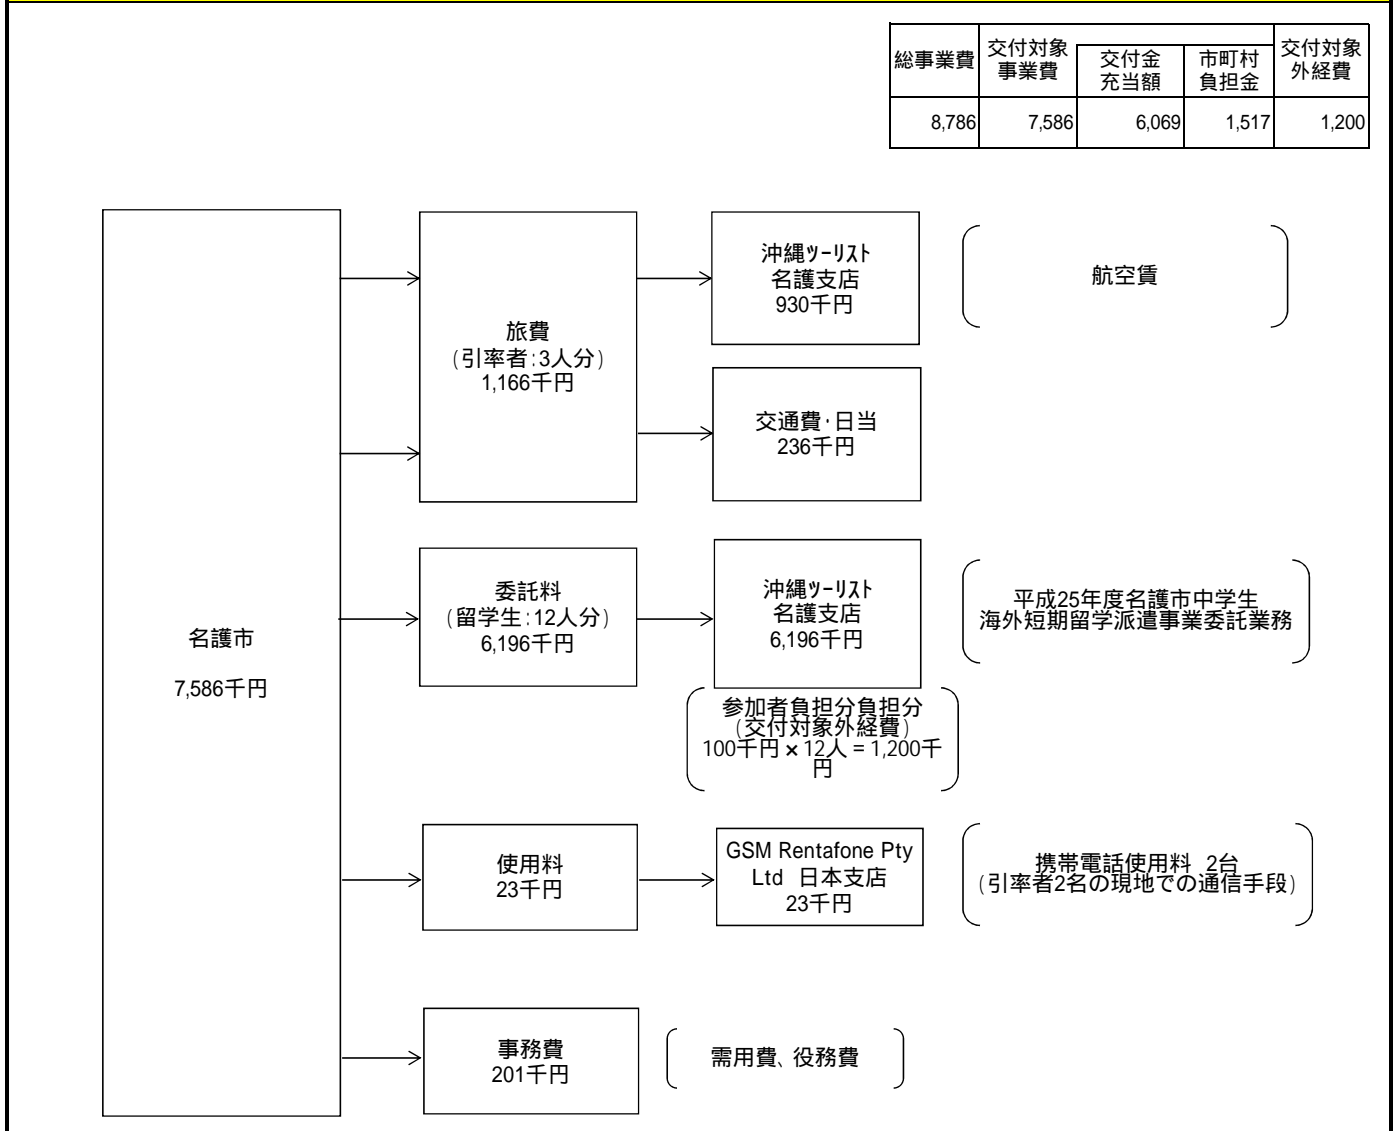 総事業費
交付対象
事業費
交付金
充当額
市町村
負担金
交付対象
外経費
8,786
7,586
6,069
1,517
1,200
名護市
7,586千円
旅費
(引率者:3人分)
1,166千円
沖縄ﾂｰﾘｽﾄ
名護支店
930千円
航空賃
交通費・日当
236千円
委託料
(留学生:12人分)
6,196千円
沖縄ﾂｰﾘｽﾄ
名護支店
6,196千円
平成25年度名護市中学生
海外短期留学派遣事業委託業務
参加者負担分負担分
(交付対象外経費)
100千円×12人=1,200千
円
使用料
23千円
GSM Rentafone Pty
Ltd 日本支店
23千円
携帯電話使用料 2台
(引率者2名の現地での通信手段)
事務費
201千円
需用費、役務費